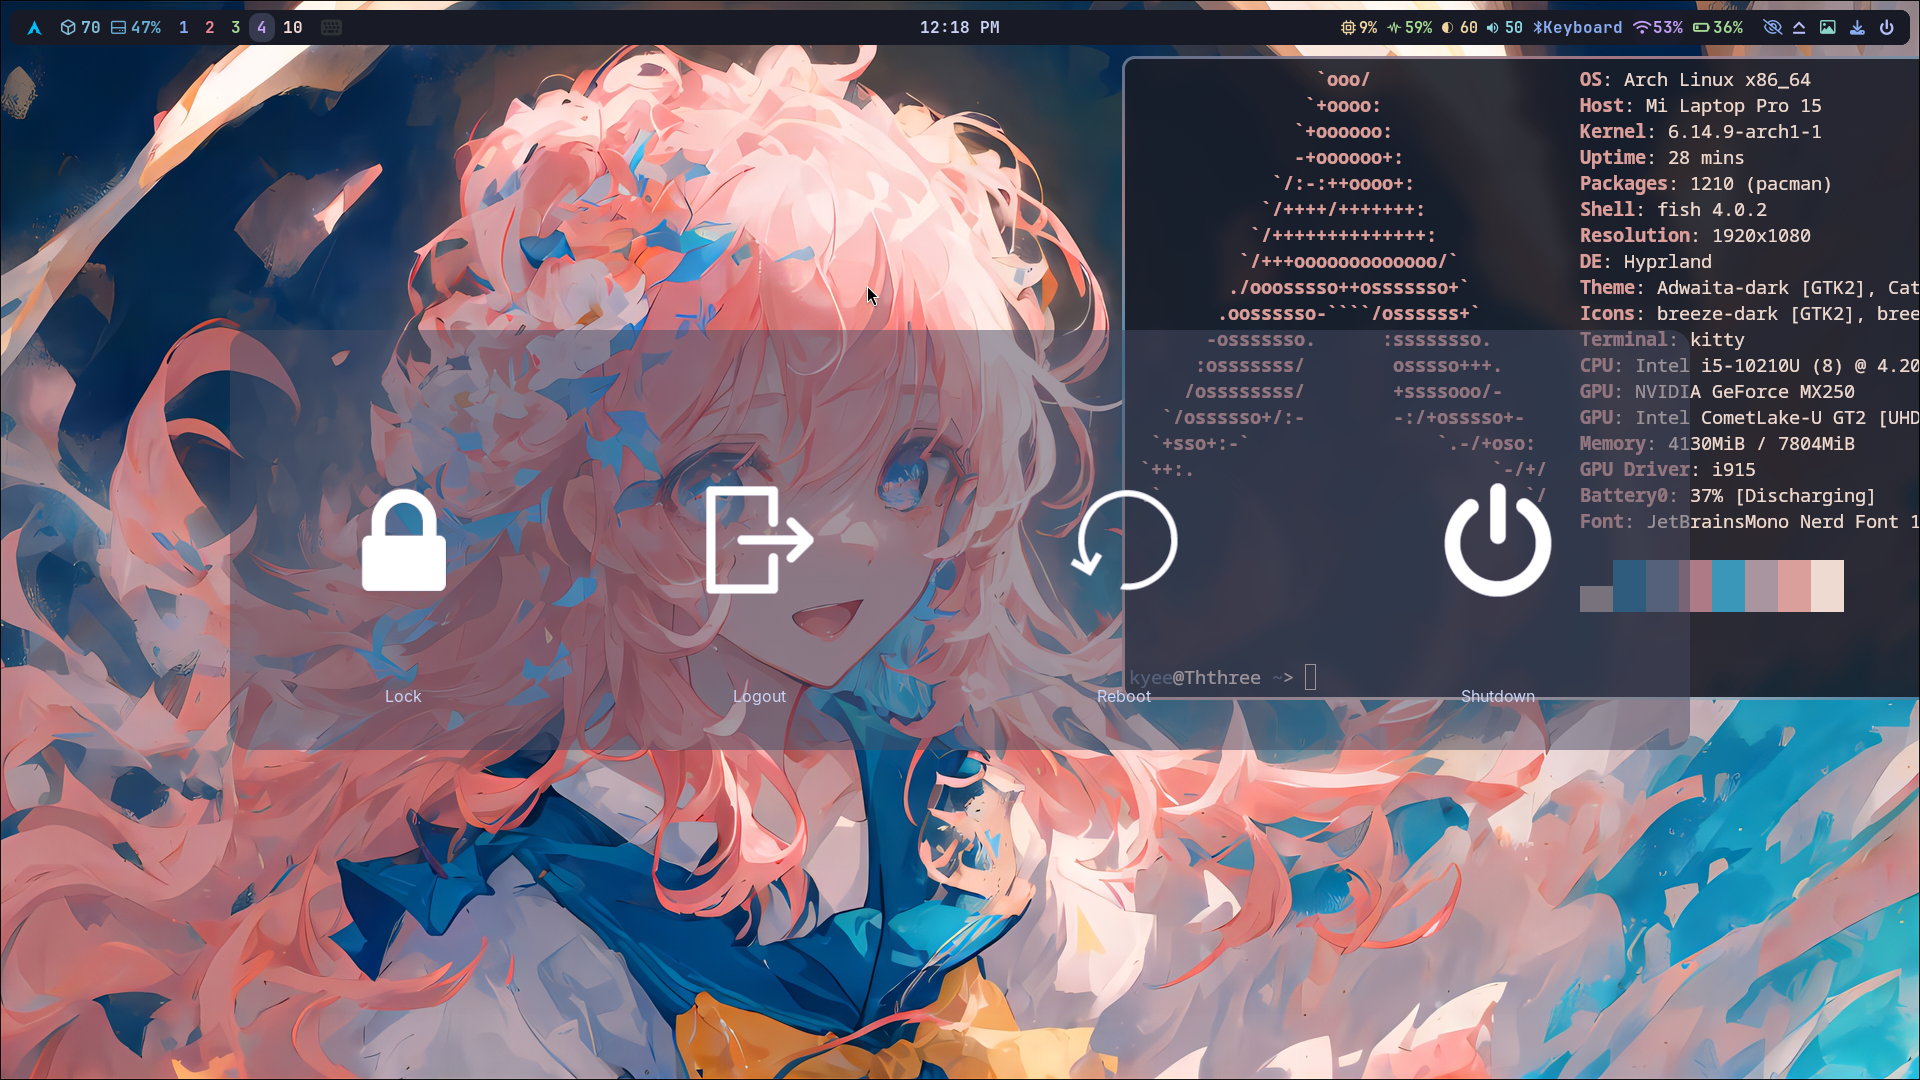 70 47% 1 2 3 4 10 12:18 PM 9% 59% 60 50 Keyboard 53% 36%
`ooo/ OS: Arch Linux x86_64
`+oooo: Host: Mi Laptop Pro 15
`+oooooo: Kernel: 6.14.9-arch1-1
-+oooooo+: Uptime: 28 mins
`/:-:++oooo+: Packages: 1210 (pacman)
`/++++/+++++++: Shell: fish 4.0.2
`/++++++++++++++: Resolution: 1920x1080
`/+++ooooooooooooo/` DE: Hyprland
./ooosssso++osssssso+` Theme: Adwaita-dark [GTK2], Cat
.oossssso-````/ossssss+` Icons: breeze-dark [GTK2], bree
-osssssso. :ssssssso. Terminal: kitty
:osssssss/ osssso+++. CPU: Intel i5-10210U (8) @ 4.20
/ossssssss/ +ssssooo/- GPU: NVIDIA GeForce MX250
`/ossssso+/:- -:/+osssso+- GPU: Intel CometLake-U GT2 [UHD
`+sso+:-` `.-/+oso: Memory: 4130MiB / 7804MiB
`++:. `-/+/ GPU Driver: i915
` `/ Battery0: 37% [Discharging]
Font: JetBrainsMono Nerd Font 1
kyee@Ththree ~>
Lock Logout Reboot Shutdown